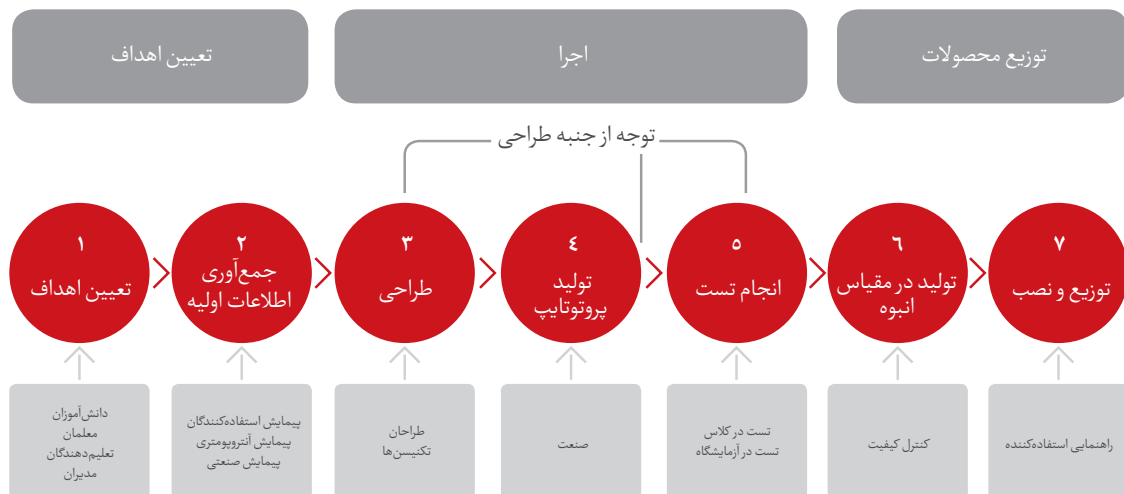 تعیین اهداف
اجرا
توزیع محصولات
توجه از جنبه طراحی
۱
تعیین اهداف
۲
جمع‌آوری
اطلاعات اولیه
۳
طراحی
٤
تولید
پروتوتایپ
۵
انجام تست
٦
تولید در مقیاس
انبوه
۷
توزیع و نصب
دانش‌آموزان
معلمان
تعلیم‌دهندگان
مدیران
پیمایش استفاده‌کنندگان
پیمایش آنتروپومتری
پیمایش صنعتی
طراحان
تکنیسن‌ها
صنعت
تست در کلاس
تست در آزمایشگاه
کنترل کیفیت
راهنمایی استفاده‌کننده